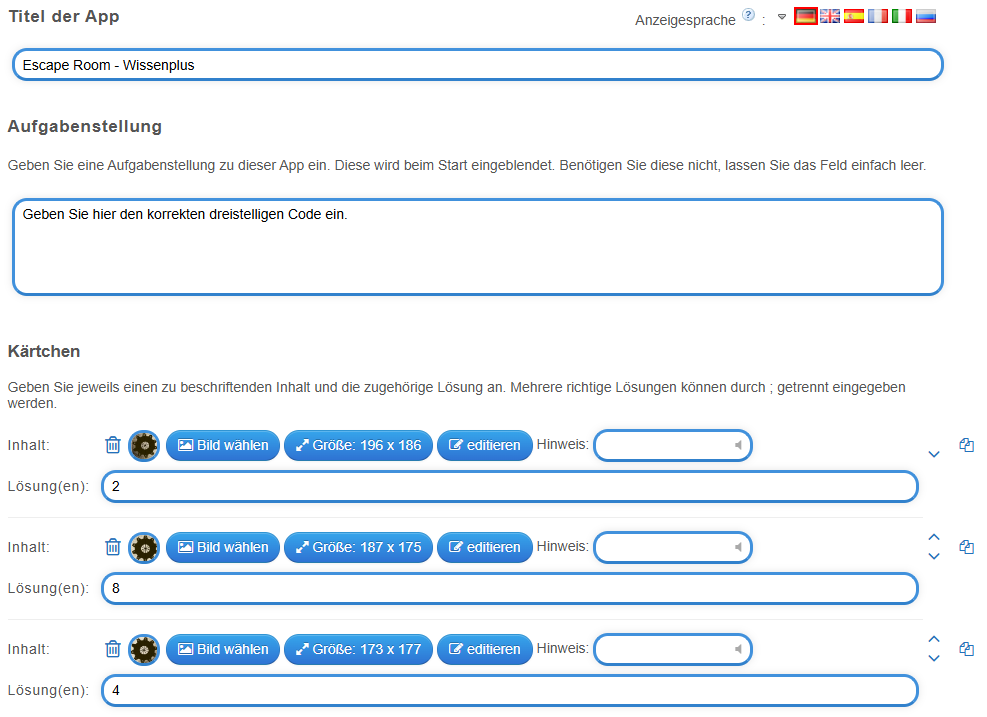 Titel der App
Anzeigesprache ? :
Escape Room - Wissenplus
Aufgabenstellung
Geben Sie eine Aufgabenstellung zu dieser App ein. Diese wird beim Start eingeblendet. Benötigen Sie diese nicht, lassen Sie das Feld einfach leer.
Geben Sie hier den korrekten dreistelligen Code ein.
Kärtchen
Geben Sie jeweils einen zu beschriftenden Inhalt und die zugehörige Lösung an. Mehrere richtige Lösungen können durch ; getrennt eingegeben
werden.
Inhalt: Bild wählen Größe: 196 x 186 editieren Hinweis:
Lösung(en): 2
Inhalt: Bild wählen Größe: 187 x 175 editieren Hinweis:
Lösung(en): 8
Inhalt: Bild wählen Größe: 173 x 177 editieren Hinweis:
Lösung(en): 4